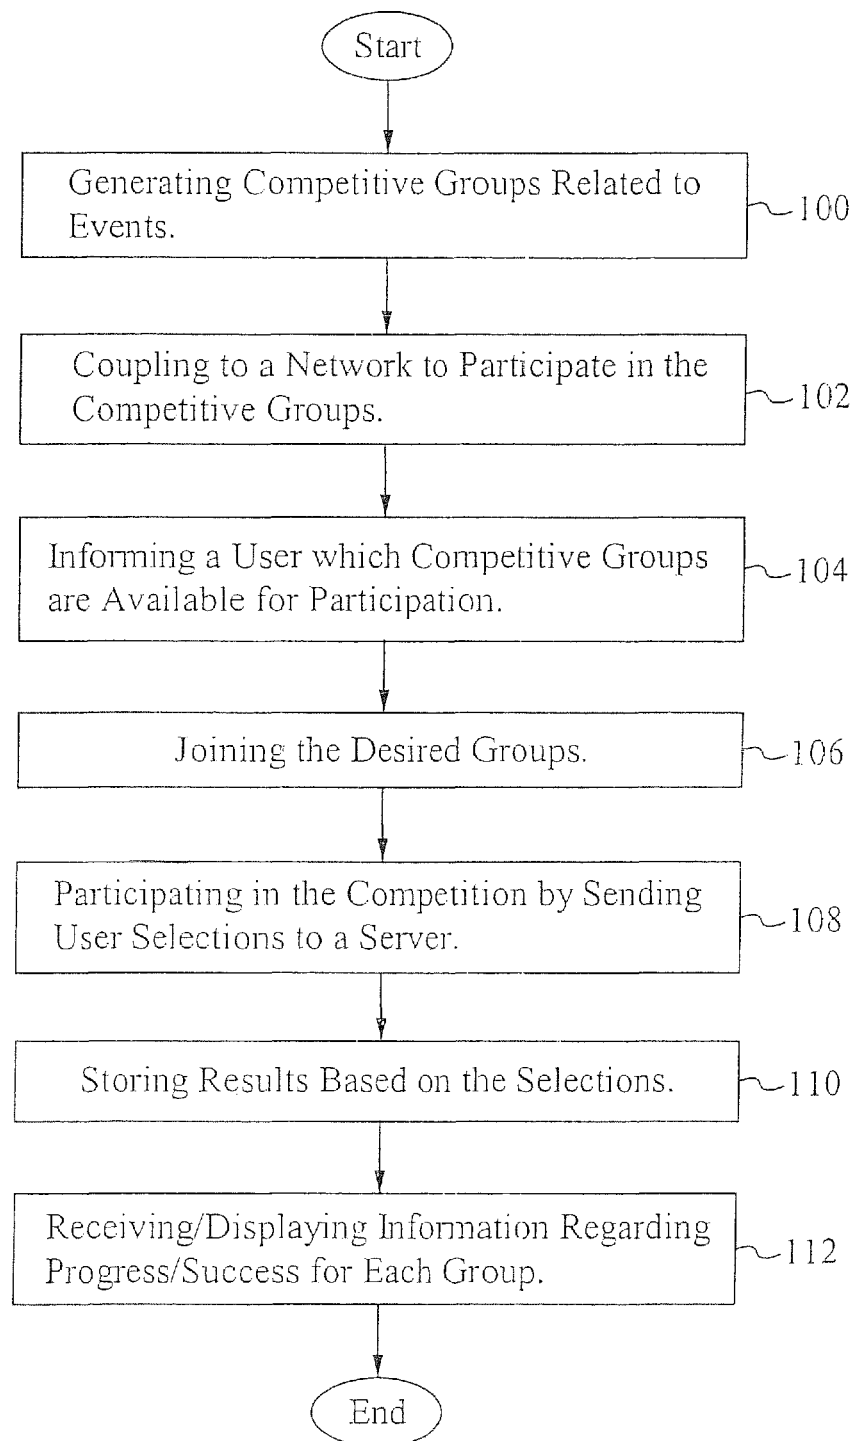 Start
Generating Competitive Groups Related to
Events.
100
Coupling to a Network to Participate in the
Competitive Groups.
102
Informing a User which Competitive Groups
are Available for Participation.
104
Joining the Desired Groups.
106
Participating in the Competition by Sending
User Selections to a Server.
108
Storing Results Based on the Selections.
110
Receiving/Displaying Information Regarding
Progress/Success for Each Group.
112
End